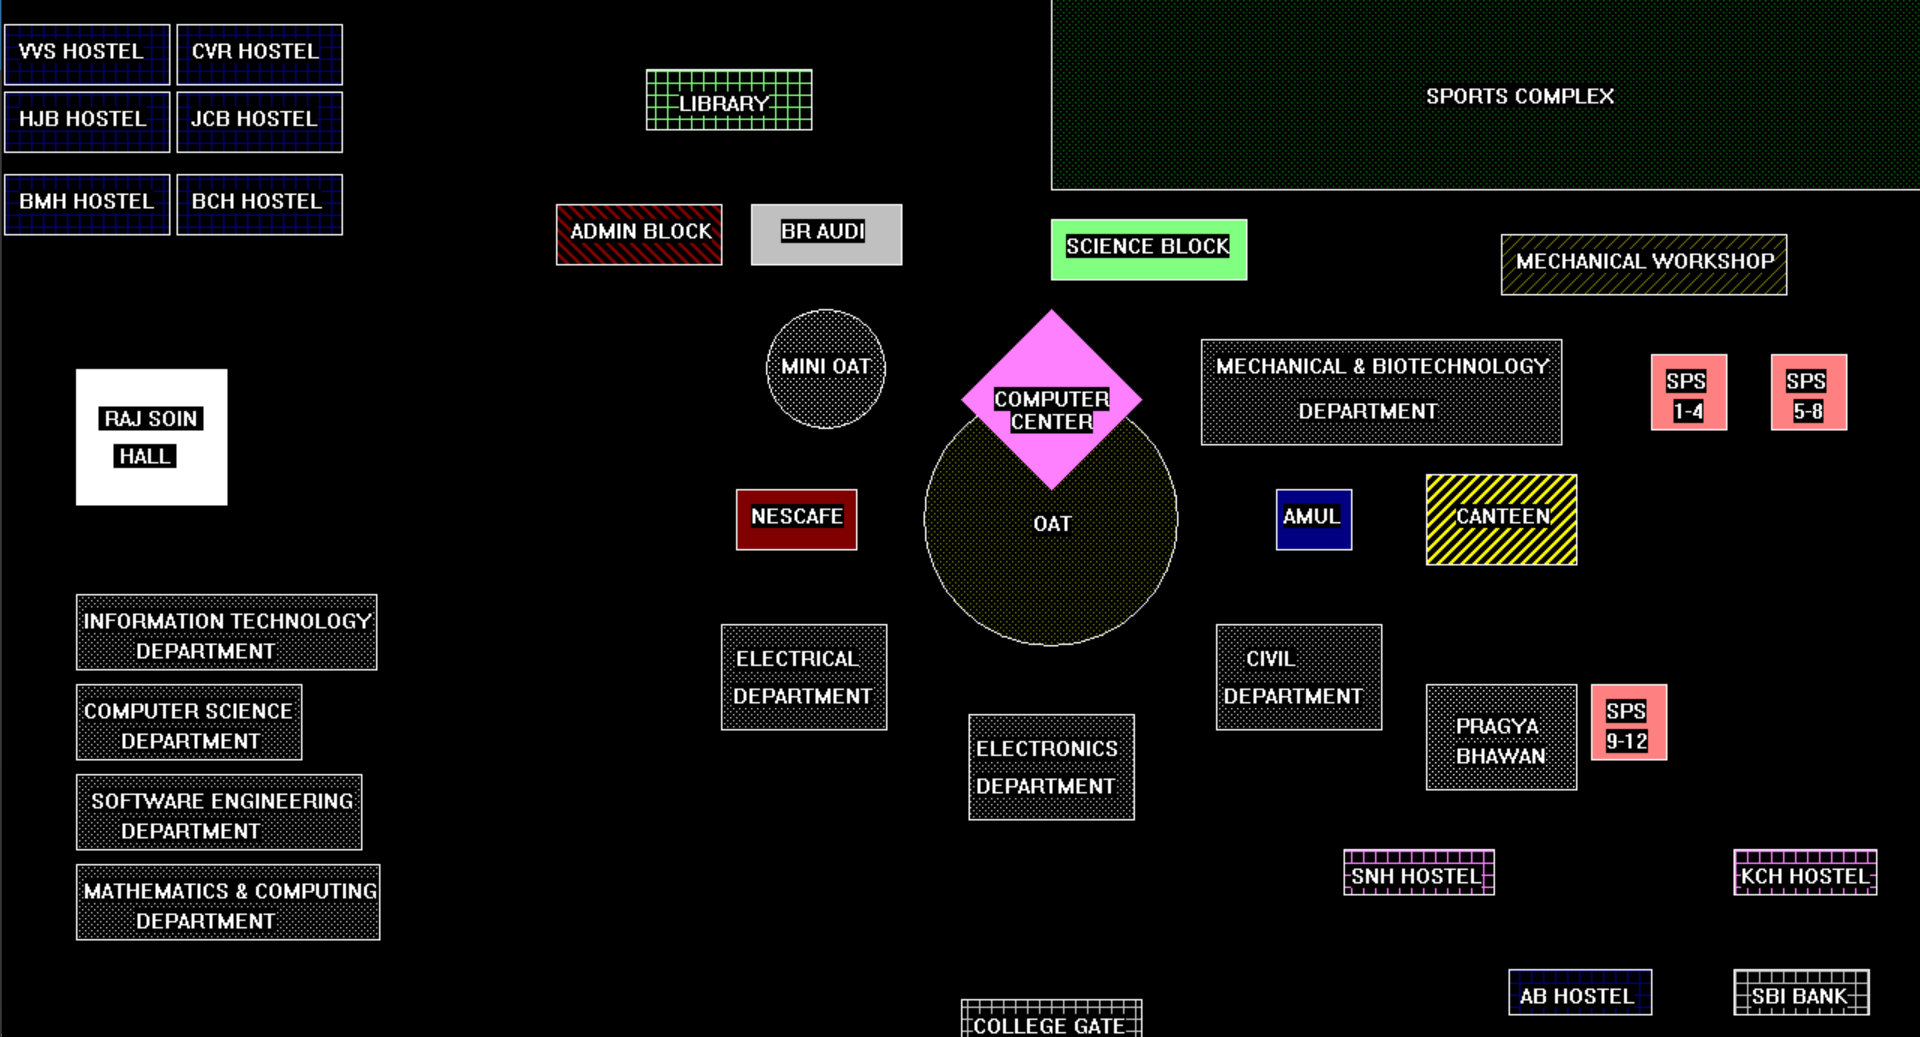 VVS HOSTEL
CVR HOSTEL
HJB HOSTEL
JCB HOSTEL
BMH HOSTEL
BCH HOSTEL
LIBRARY
SPORTS COMPLEX
ADMIN BLOCK
BR AUDI
SCIENCE BLOCK
MECHANICAL WORKSHOP
MINI OAT
COMPUTER
CENTER
MECHANICAL & BIOTECHNOLOGY
DEPARTMENT
SPS
1-4
SPS
5-8
RAJ SOIN
HALL
NESCAFE
OAT
AMUL
CANTEEN
INFORMATION TECHNOLOGY
DEPARTMENT
COMPUTER SCIENCE
DEPARTMENT
SOFTWARE ENGINEERING
DEPARTMENT
MATHEMATICS & COMPUTING
DEPARTMENT
ELECTRICAL
DEPARTMENT
ELECTRONICS
DEPARTMENT
CIVIL
DEPARTMENT
PRAGYA
BHAWAN
SPS
9-12
SNH HOSTEL
KCH HOSTEL
AB HOSTEL
SBI BANK
COLLEGE GATE